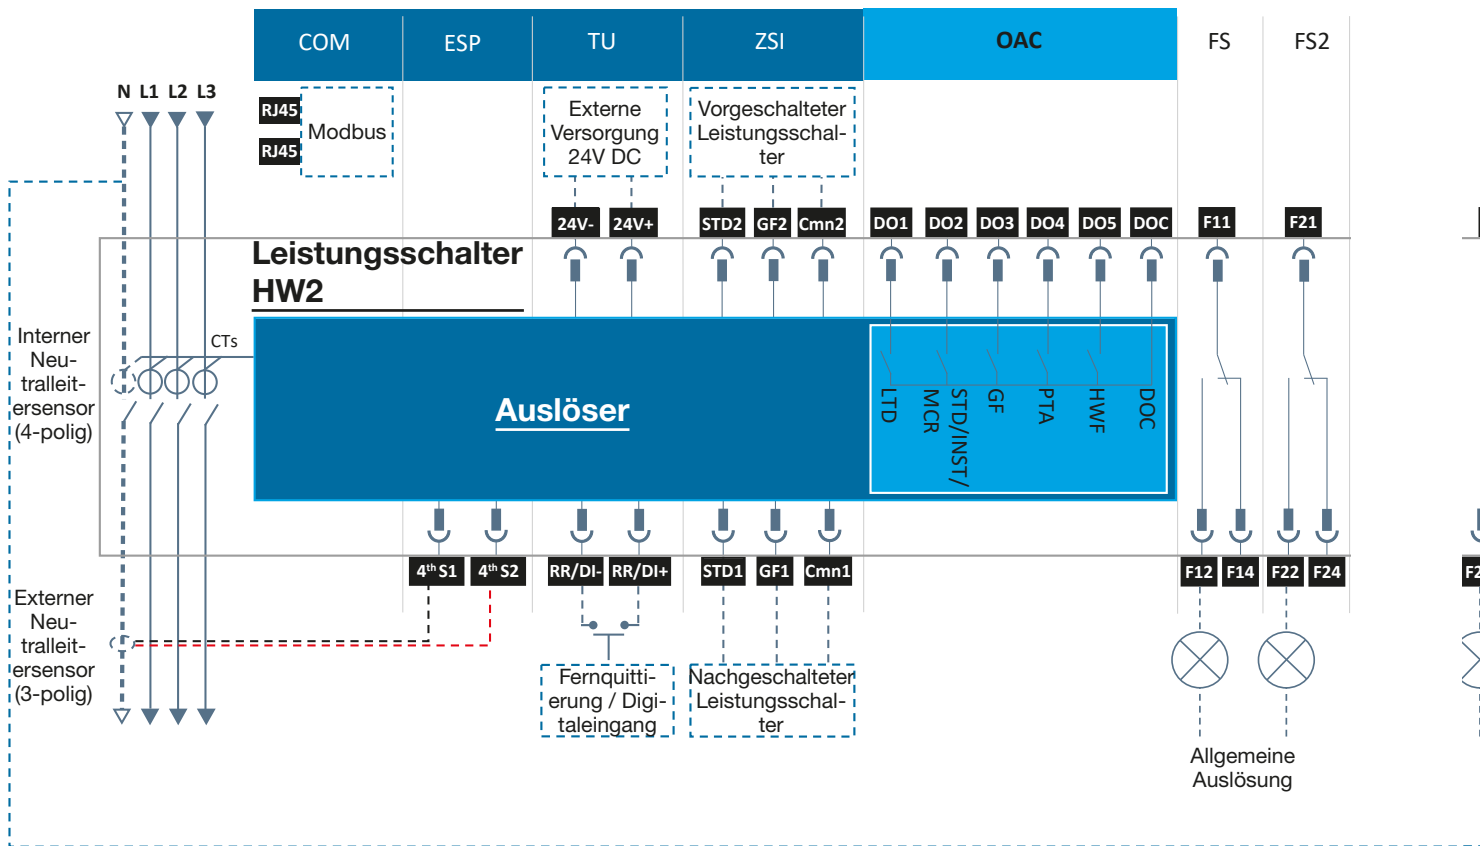 COM ESP TU ZSI OAC FS FS2
N L1 L2 L3
RJ45
RJ45
Modbus
Externe
Versorgung
24V DC
Vorgeschalteter
Leistungsschal-
ter
24V- 24V+ STD2 GF2 Cmn2 DO1 DO2 DO3 DO4 DO5 DOC F11 F21
Leistungsschalter
HW2
Interner
Neu-
tralleit-
ersensor
(4-polig)
CTs
Auslöser
LTD
STD/INST/
MCR
GF
PTA
HWF
DOC
4th S1 4th S2 RR/DI- RR/DI+ STD1 GF1 Cmn1 F12 F14 F22 F24
Externer
Neu-
tralleit-
ersensor
(3-polig)
Fernquitti-
erung / Digi-
taleingang
Nachgeschalteter
Leistungsschal-
ter
Allgemeine
Auslösung